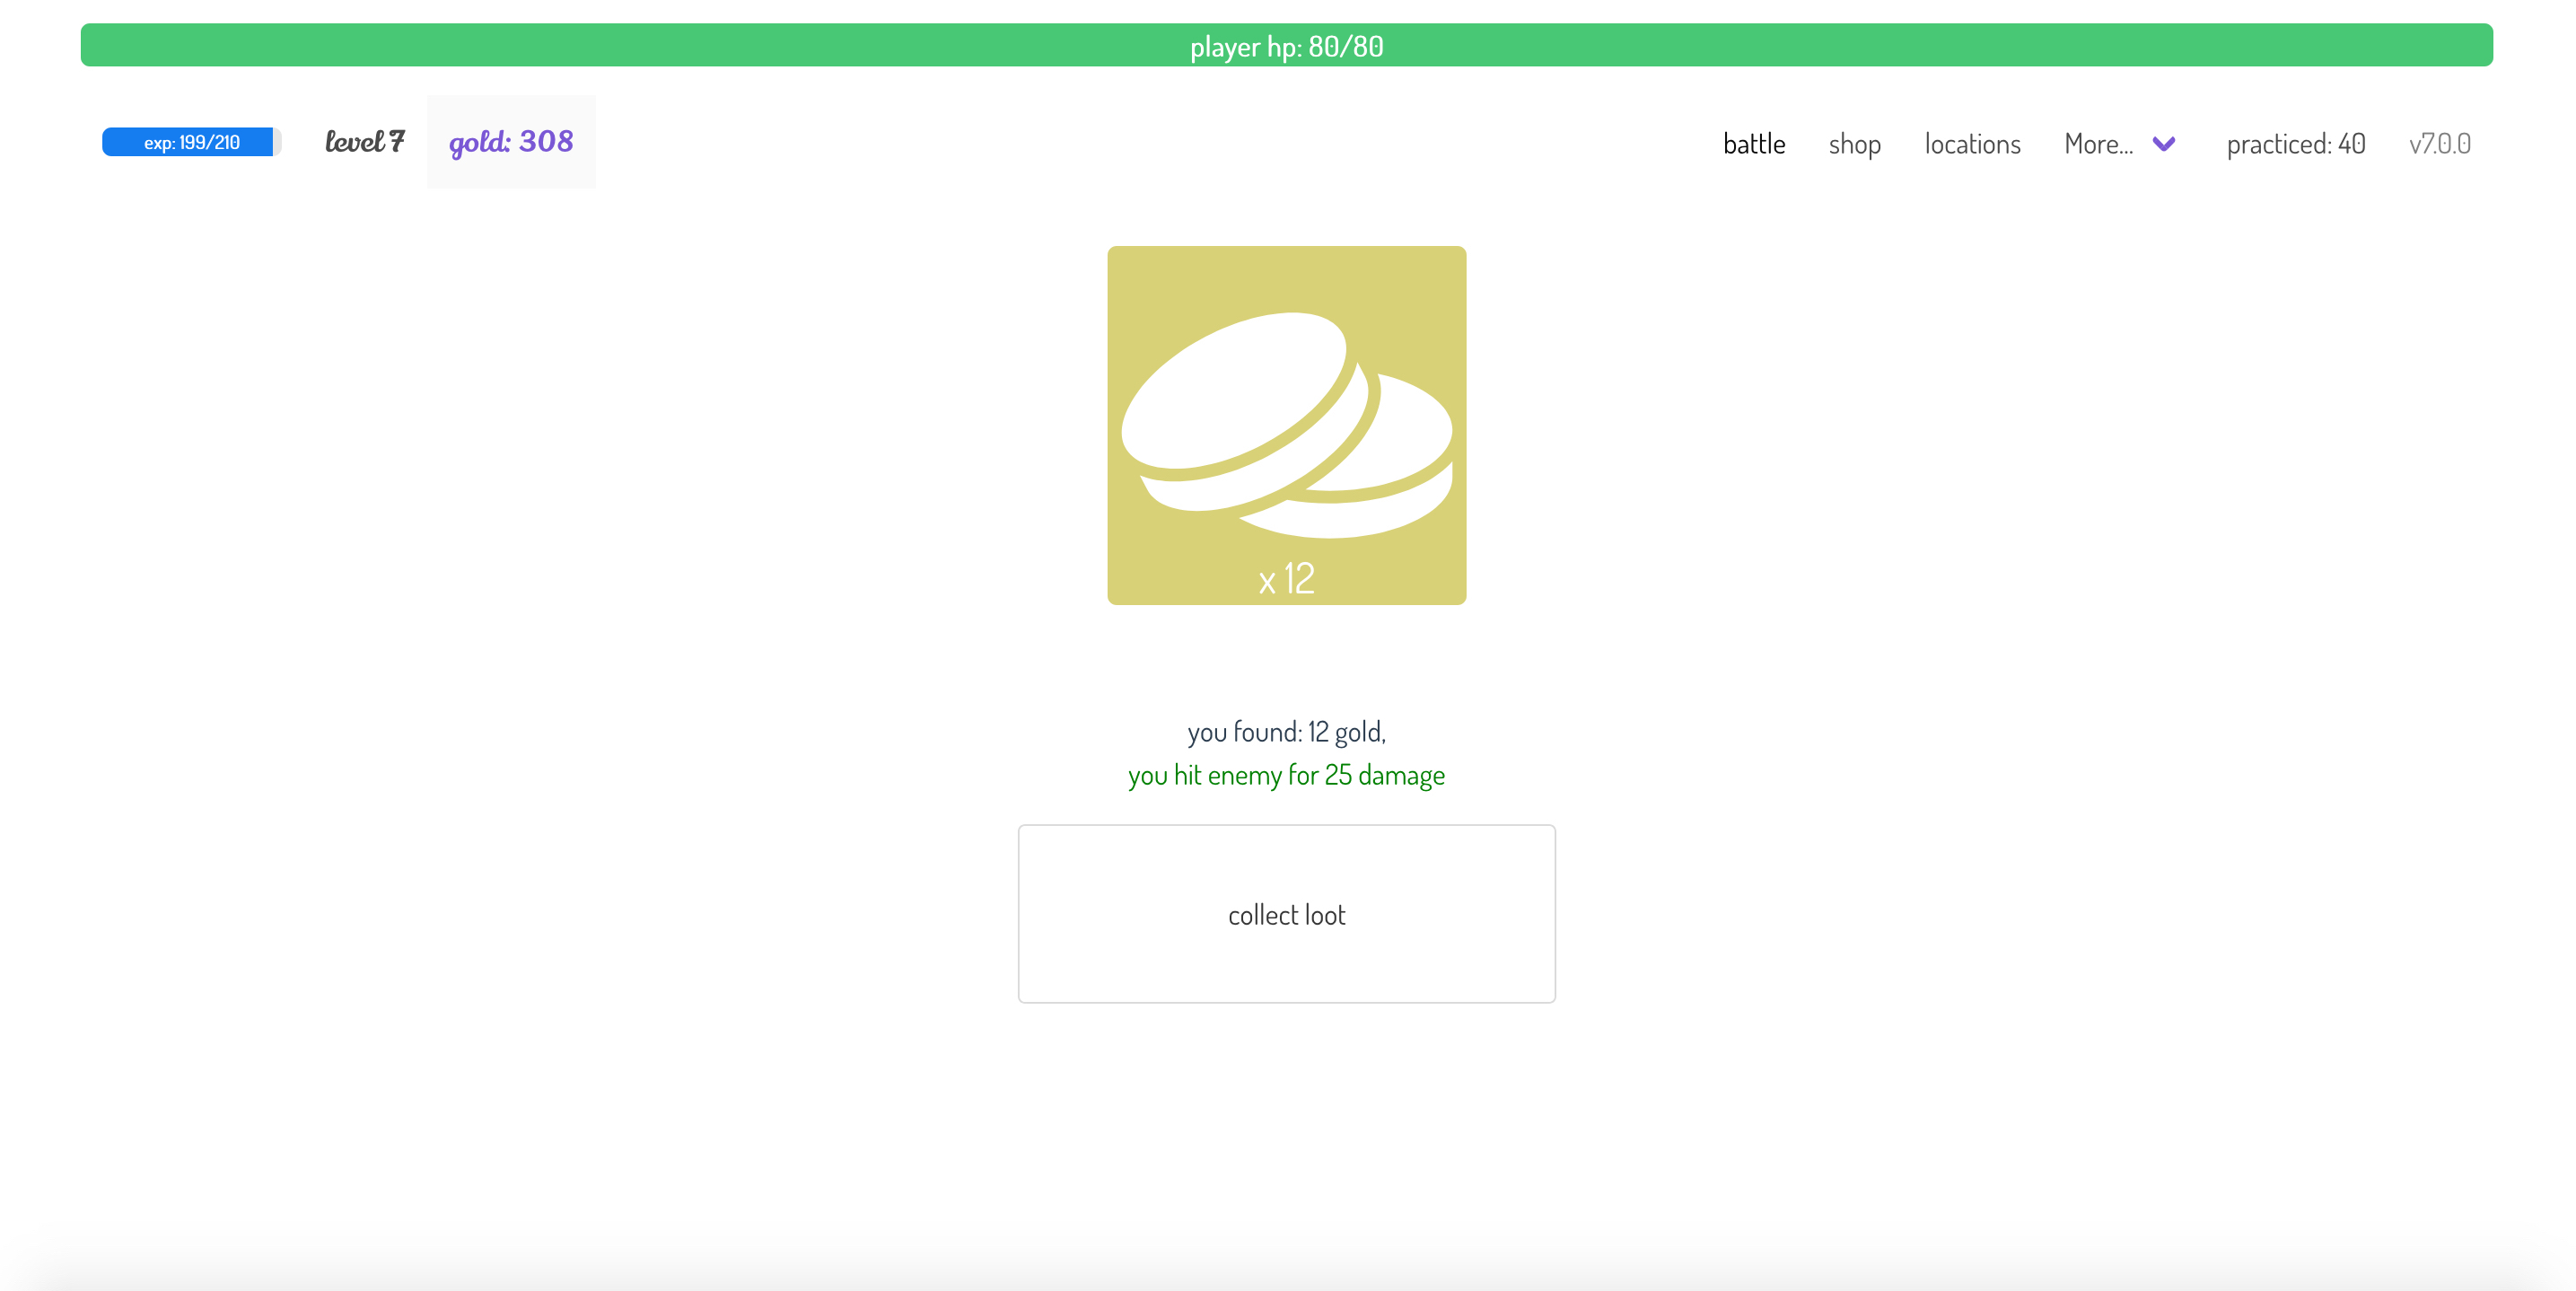 player hp: 80/80
exp: 199/210 level 7 gold: 308 battle shop locations More... practiced: 40 v7.0.0
x 12
you found: 12 gold,
you hit enemy for 25 damage
collect loot